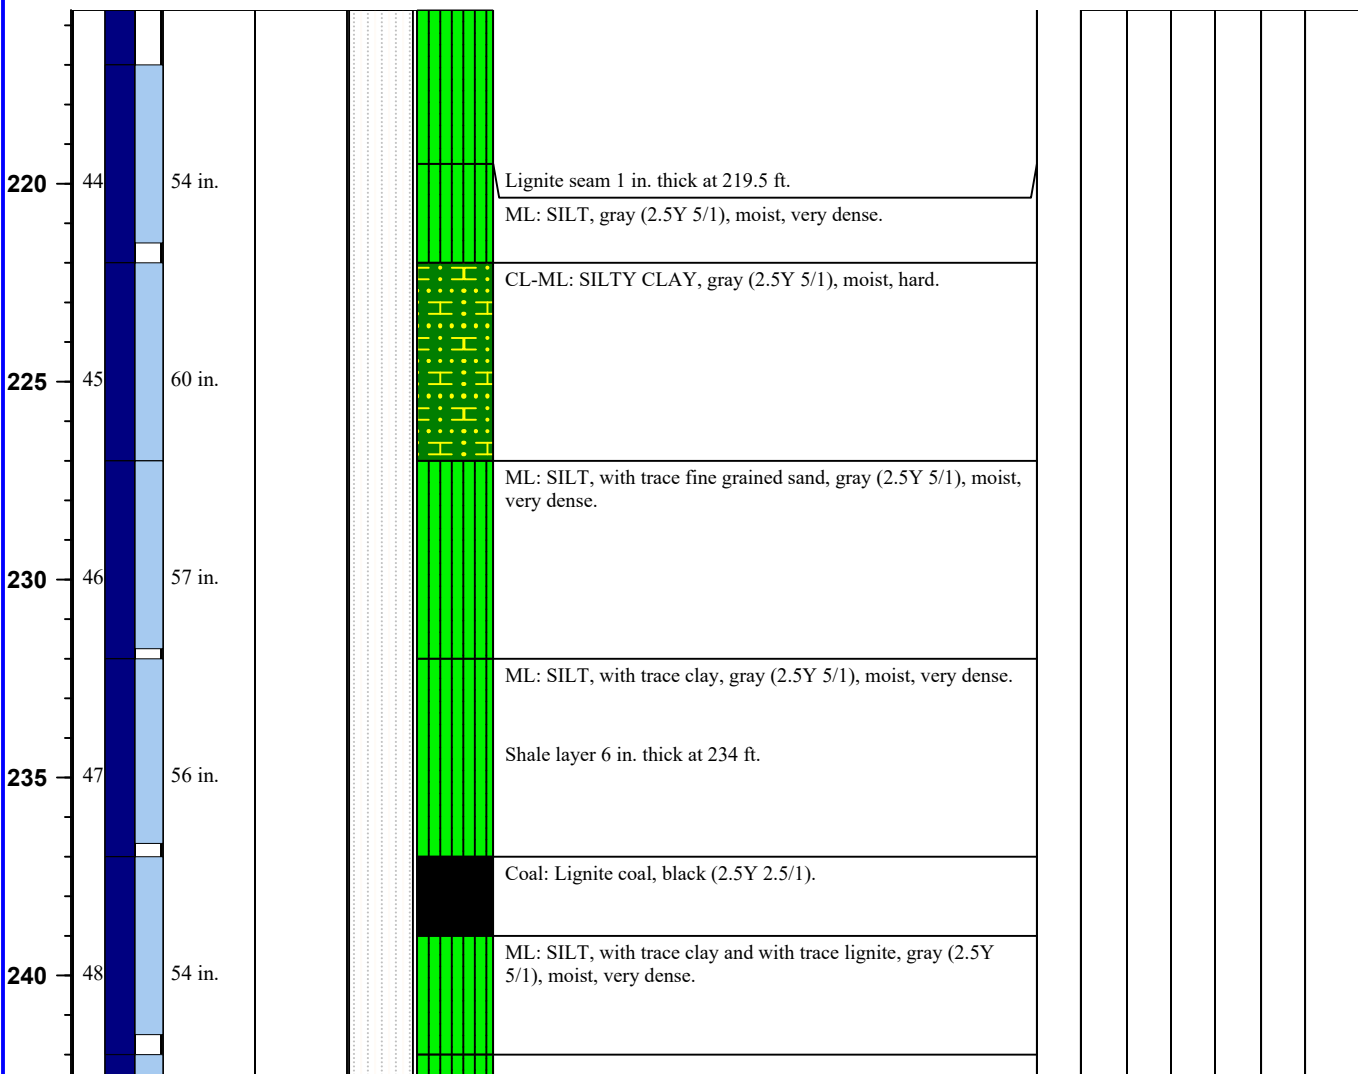 220 44 54 in. Lignite seam 1 in. thick at 219.5 ft.
ML: SILT, gray (2.5Y 5/1), moist, very dense.
CL-ML: SILTY CLAY, gray (2.5Y 5/1), moist, hard.
225 45 60 in.
ML: SILT, with trace fine grained sand, gray (2.5Y 5/1), moist,
very dense.
230 46 57 in.
ML: SILT, with trace clay, gray (2.5Y 5/1), moist, very dense.
Shale layer 6 in. thick at 234 ft.
235 47 56 in.
Coal: Lignite coal, black (2.5Y 2.5/1).
ML: SILT, with trace clay and with trace lignite, gray (2.5Y
240 48 54 in. 5/1), moist, very dense.